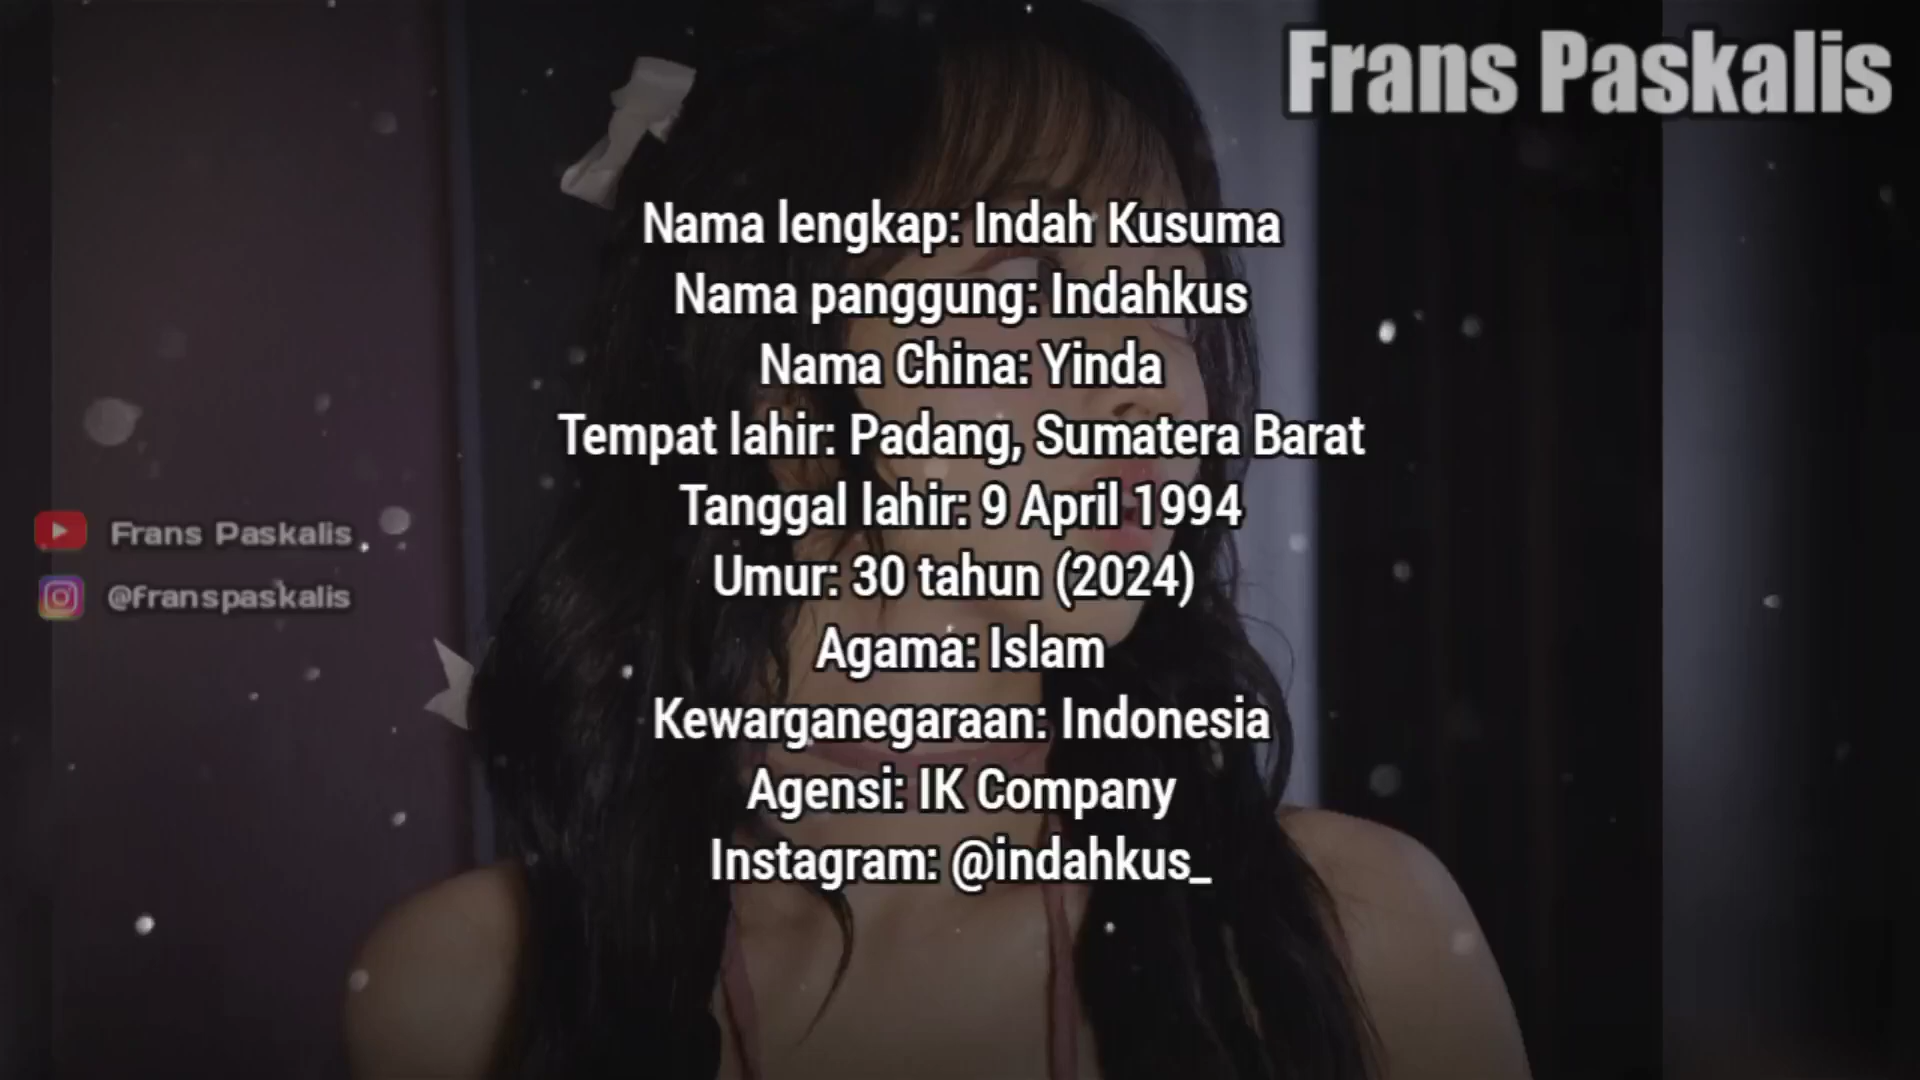 Frans Paskalis
Nama lengkap: Indah Kusuma
Nama panggung: Indahkus
Nama China: Yinda
Tempat lahir: Padang, Sumatera Barat
Tanggal lahir: 9 April 1994
Umur: 30 tahun (2024)
Agama: Islam
Kewarganegaraan: Indonesia
Agensi: IK Company
Instagram: @indahkus_
Frans Paskalis
@franspaskalis